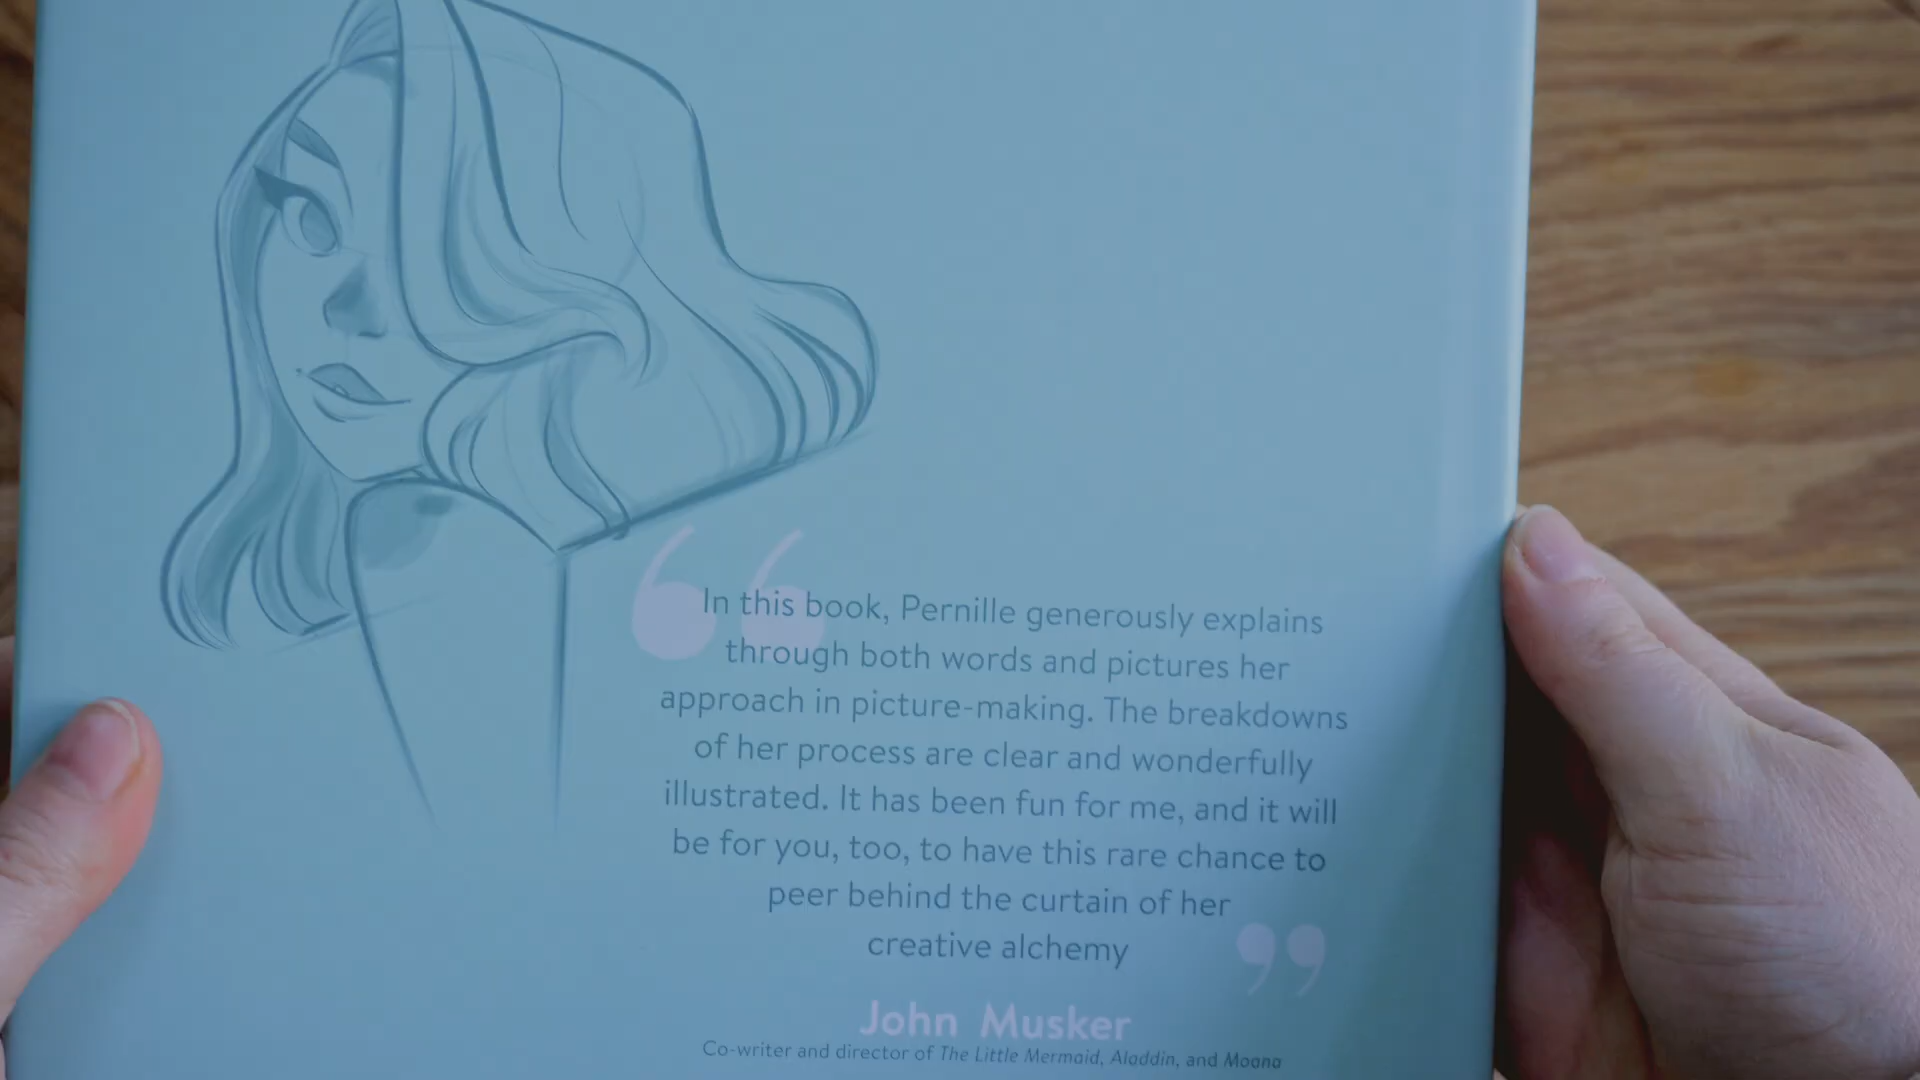 In this book, Pernille generously explains
through both words and pictures her
approach in picture-making. The breakdowns
of her process are clear and wonderfully
illustrated. It has been fun for me, and it will
be for you, too, to have this rare chance to
peer behind the curtain of her
creative alchemy
John Musker
Co-writer and director of The Little Mermaid, Aladdin, and Moana